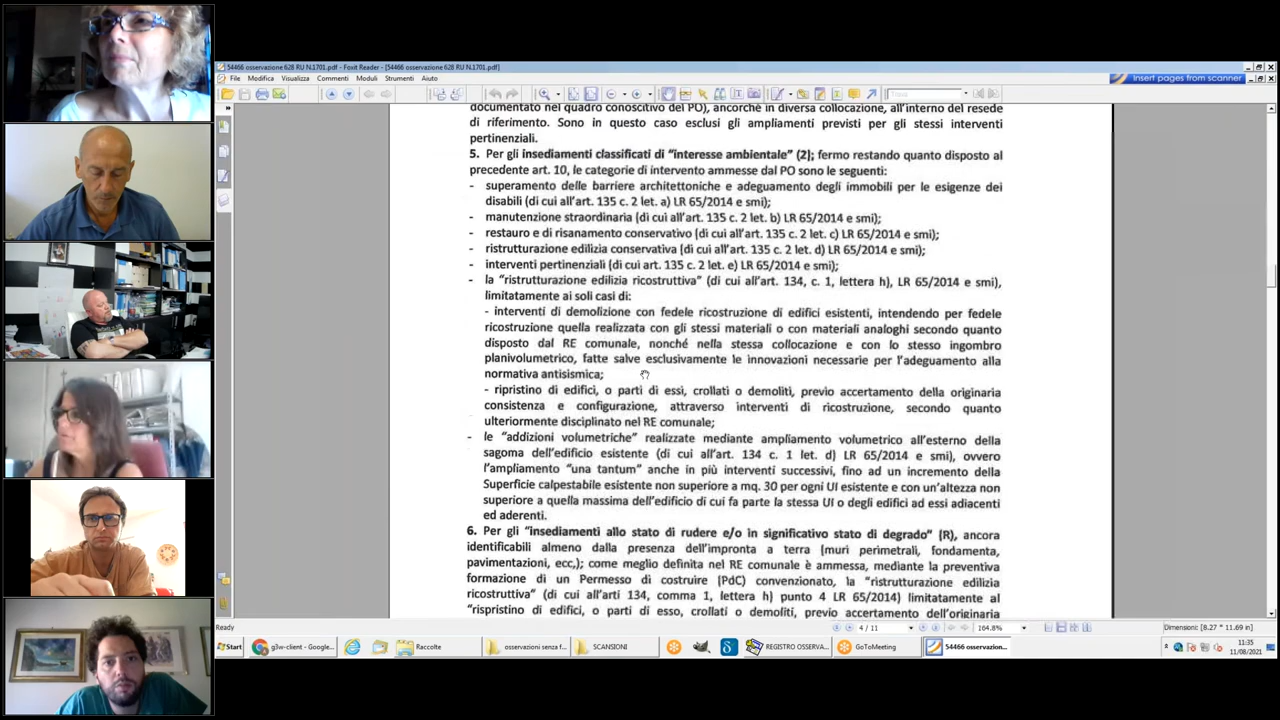 54466 osservazione 628 RU N.1701.pdf - Foxit Reader - [54466 osservazione 628 RU N.1701.pdf]
File Modifica Visualizza Commenti Moduli Strumenti Aiuto
Insert pages from scanner
documentato nel quadro conoscitivo del PO), ancorchè in diversa collocazione, all'interno del resede
di riferimento. Sono in questo caso esclusi gli ampliamenti previsti per gli stessi interventi
pertinenziali.
5. Per gli insediamenti classificati di "interesse ambientale" (2); fermo restando quanto disposto al
precedente art. 10, le categorie di intervento ammesse dal PO sono le seguenti:
- superamento delle barriere architettoniche e adeguamento degli immobili per le esigenze dei
disabili (di cui all'art. 135 c. 2 let. a) LR 65/2014 e smi);
- manutenzione straordinaria (di cui all'art. 135 c. 2 let. b) LR 65/2014 e smi);
- restauro e di risanamento conservativo (di cui all'art. 135 c. 2 let. c) LR 65/2014 e smi);
- ristrutturazione edilizia conservativa (di cui all'art. 135 c. 2 let. d) LR 65/2014 e smi);
- interventi pertinenziali (di cui art. 135 c. 2 let. e) LR 65/2014 e smi);
- la "ristrutturazione edilizia ricostruttiva" (di cui all'art. 134, c. 1, lettera h), LR 65/2014 e smi),
limitatamente ai soli casi di:
- interventi di demolizione con fedele ricostruzione di edifici esistenti, intendendo per fedele
ricostruzione quella realizzata con gli stessi materiali o con materiali analoghi secondo quanto
disposto dal RE comunale, nonché nella stessa collocazione e con lo stesso ingombro
planivolumetrico, fatte salve esclusivamente le innovazioni necessarie per l'adeguamento alla
normativa antisismica;
- ripristino di edifici, o parti di essi, crollati o demoliti, previo accertamento della originaria
consistenza e configurazione, attraverso interventi di ricostruzione, secondo quanto
ulteriormente disciplinato nel RE comunale;
- le "addizioni volumetriche" realizzate mediante ampliamento volumetrico all'esterno della
sagoma dell'edificio esistente (di cui all'art. 134 c. 1 let. d) LR 65/2014 e smi), ovvero
l'ampliamento "una tantum" anche in più interventi successivi, fino ad un incremento della
Superficie calpestabile esistente non superiore a mq. 30 per ogni UI esistente e con un'altezza non
superiore a quella massima dell'edificio di cui fa parte la stessa UI o degli edifici ad essi adiacenti
ed aderenti.
6. Per gli "insediamenti allo stato di rudere e/o in significativo stato di degrado" (R), ancora
identificabili almeno dalla presenza dell'impronta a terra (muri perimetrali, fondamenta,
pavimentazioni, ecc,); come meglio definita nel RE comunale è ammessa, mediante la preventiva
formazione di un Permesso di costruire (PdC) convenzionato, la "ristrutturazione edilizia
ricostruttiva" (di cui all'arti 134, comma 1, lettera h) punto 4 LR 65/2014) limitatamente al
"rispristino di edifici, o parti di esso, crollati o demoliti, previo accertamento dell'originaria
Ready 4 / 11 164.8% Dimensioni: [8.27 * 11.69 in]
Start g3w-client - Google... Raccolte osservazioni senza f... SCANSIONI REGISTRO OSSERVA... GoToMeeting 54466 osservazion... 11:35
11/08/2021